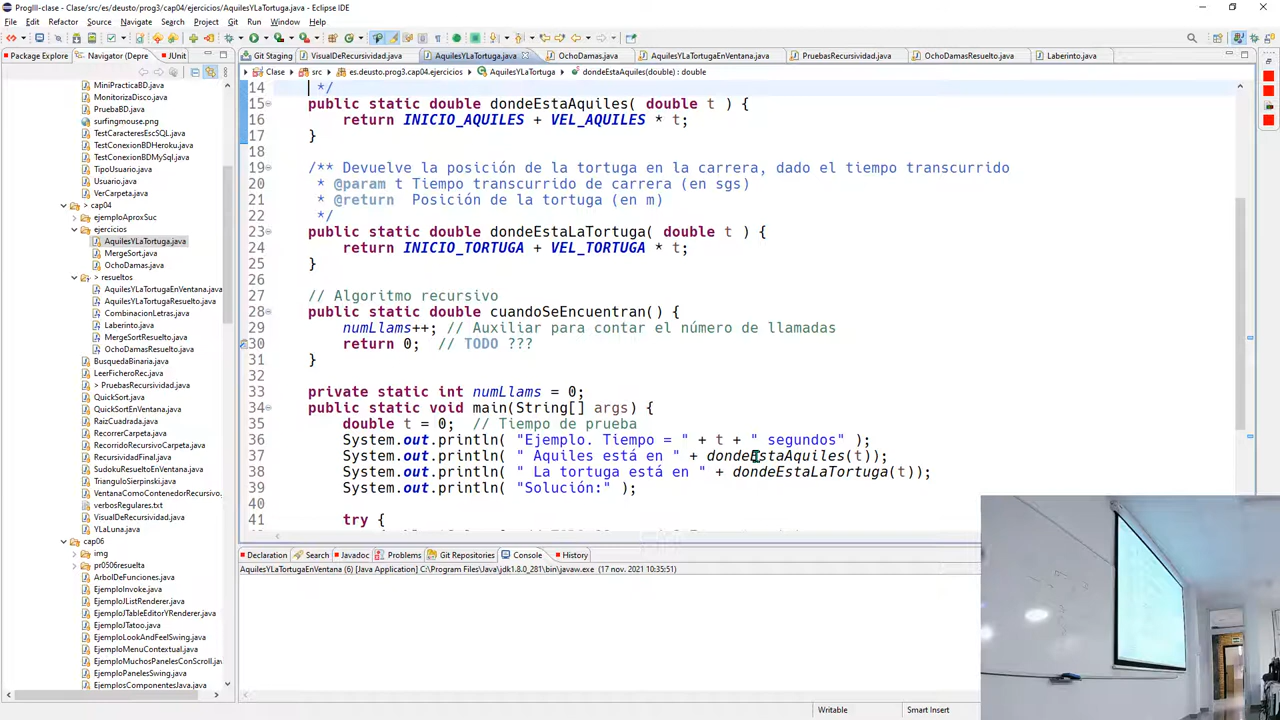 ProgIII-clase - Clase/src/es/deusto/prog3/cap04/ejercicios/AquilesYLaTortuga.java - Eclipse IDE
File Edit Source Refactor Navigate Search Project Git Run Window Help
Package Explorer Navigator (Depre JUnit
Git Staging VisualDeRecursividad.java AquilesYLaTortuga.java OchoDamas.java AquilesYLaTortugaEnVentana.java PruebasRecursividad.java OchoDamasResuelto.java Laberinto.java
Clase src es.deusto.prog3.cap04.ejercicios AquilesYLaTortuga dondeEstaAquiles(double) : double
MiniPracticaBD.java
MonitorizaDisco.java
PruebaBD.java
surfingmouse.png
TestCaracteresEscSQL.java
TestConexionBDHeroku.java
TestConexionBDMySql.java
TipoUsuario.java
Usuario.java
VerCarpeta.java
> cap04
ejemploAproxSuc
ejercicios
AquilesYLaTortuga.java
MergeSort.java
OchoDamas.java
> resueltos
AquilesYLaTortugaEnVentana.java
AquilesYLaTortugaResuelto.java
CombinacionLetras.java
Laberinto.java
MergeSortResuelto.java
OchoDamasResuelto.java
BusquedaBinaria.java
LeerFicheroRec.java
> PruebasRecursividad.java
QuickSort.java
QuickSortEnVentana.java
RaizCuadrada.java
RecorrerCarpeta.java
RecorridoRecursivoCarpeta.java
RecursividadFinal.java
SudokuResueltoEnVentana.java
TrianguloSierpinski.java
VentanaComoContenedorNoRecursivo
verbosRegulares.txt
VisualDeRecursividad.java
YLaLuna.java
cap06
img
pr0506resuelta
ArbolDeFunciones.java
EjemploInvoke.java
EjemploJListRenderer.java
EjemploJTableEditorYRenderer.java
EjemploJTatoo.java
EjemploLookAndFeelSwing.java
EjemploMenuContextual.java
EjemploMuchosPanelesConScroll.java
EjemploPanelesSwing.java
EjemplosComponentesJava.java
14 */
15 public static double dondeEstaAquiles( double t ) {
16 return INICIO_AQUILES + VEL_AQUILES * t;
17 }
18
19 /** Devuelve la posición de la tortuga en la carrera, dado el tiempo transcurrido
20 * @param t Tiempo transcurrido de carrera (en sgs)
21 * @return Posición de la tortuga (en m)
22 */
23 public static double dondeEstaLaTortuga( double t ) {
24 return INICIO_TORTUGA + VEL_TORTUGA * t;
25 }
26
27 // Algoritmo recursivo
28 public static double cuandoSeEncuentran() {
29 numLlams++; // Auxiliar para contar el número de llamadas
30 return 0; // TODO ???
31 }
32
33 private static int numLlams = 0;
34 public static void main(String[] args) {
35 double t = 0; // Tiempo de prueba
36 System.out.println( "Ejemplo. Tiempo = " + t + " segundos" );
37 System.out.println( " Aquiles está en " + dondeEstaAquiles(t));
38 System.out.println( " La tortuga está en " + dondeEstaLaTortuga(t));
39 System.out.println( "Solución:" );
40
41 try {
Declaration Search Javadoc Problems Git Repositories Console History
AquilesYLaTortugaEnVentana (6) [Java Application] C:\Program Files\Java\jdk1.8.0_281\bin\javaw.exe (17 nov. 2021 10:35:51)
Writable Smart Insert